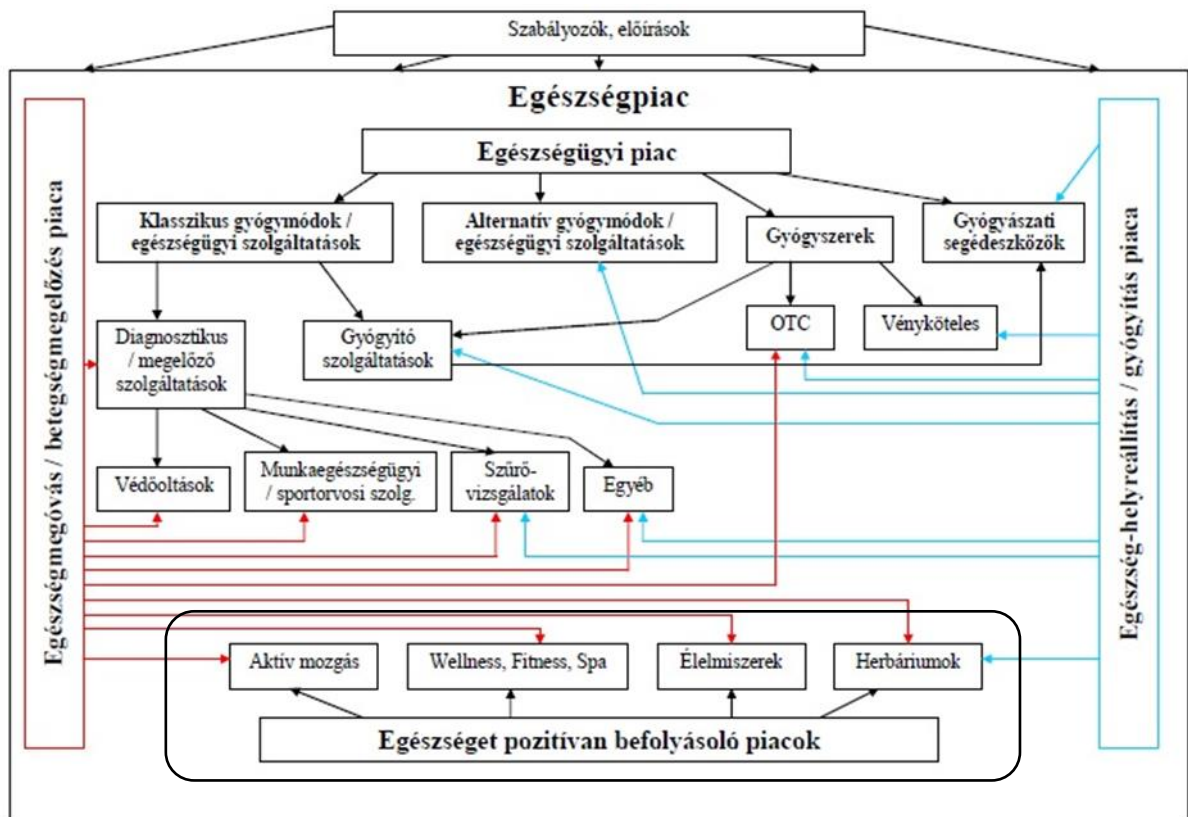 Szabályozók, előírások
Egészségpiac
Egészségügyi piac
Klasszikus gyógymódok /
egészségügyi szolgáltatások
Alternatív gyógymódok /
egészségügyi szolgáltatások
Gyógyszerek
Gyógyászati
segédeszközök
Diagnosztikus
/ megelőző
szolgáltatások
Gyógyító
szolgáltatások
OTC
Vényköteles
Védőoltások
Munkaegészségügyi
/ sportorvosi szolg.
Szűrő-
vizsgálatok
Egyéb
Aktív mozgás
Wellness, Fitness, Spa
Élelmiszerek
Herbáriumok
Egészséget pozitívan befolyásoló piacok
Egészségmegóvás / betegségmegelőzés piaca
Egészség-helyreállítás / gyógyítás piaca